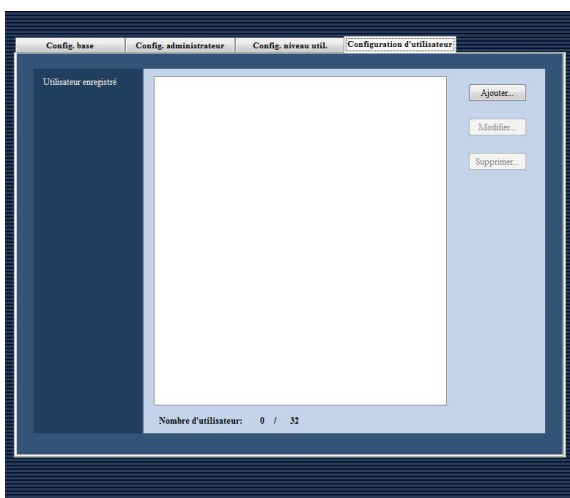 Config. base Config. administrateur Config. niveau util. Configuration d'utilisateur
Utilisateur enregistré
Ajouter...
Modifier...
Supprimer...
Nombre d'utilisateur: 0 / 32